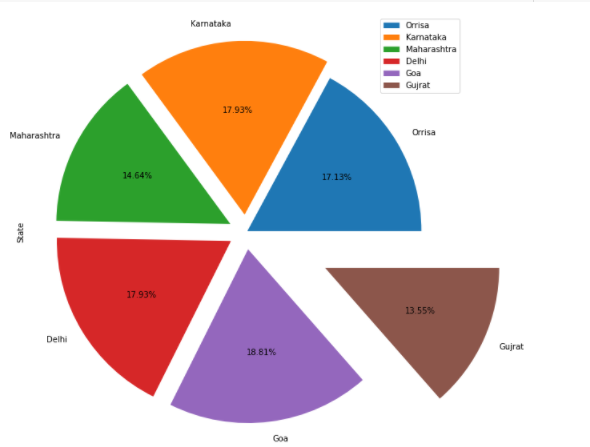 Karnataka
Orrisa
Karnataka
Maharashtra
Delhi
Goa
Gujrat
17.93%
Maharashtra
Orrisa
14.64%
17.13%
State
17.93%
13.55%
Delhi
18.81%
Gujrat
Goa